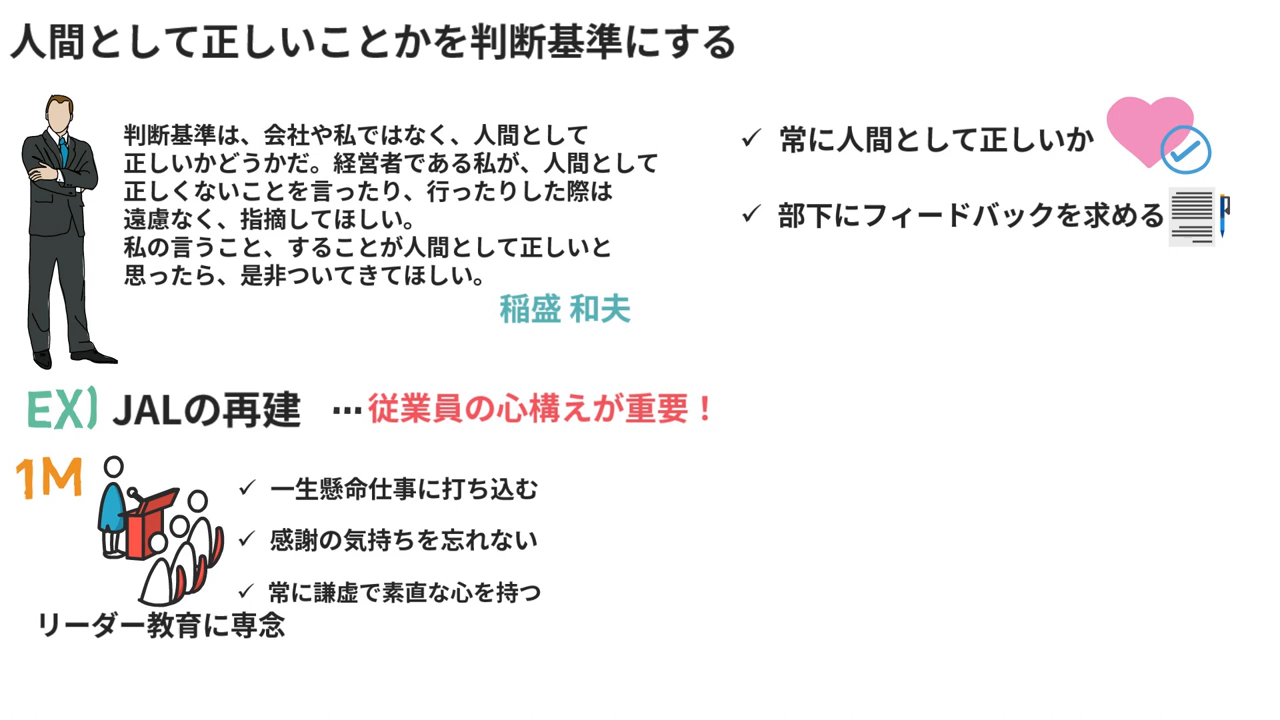 人間として正しいことかを判断基準にする
判断基準は、会社や私ではなく、人間として
正しいかどうかだ。経営者である私が、人間として
正しくないことを言ったり、行ったりした際は
遠慮なく、指摘してほしい。
私の言うこと、することが人間として正しいと
思ったら、是非ついてきてほしい。
稲盛 和夫
✓ 常に人間として正しいか
✓ 部下にフィードバックを求める
EX) JALの再建 …従業員の心構えが重要！
1M
✓ 一生懸命仕事に打ち込む
✓ 感謝の気持ちを忘れない
✓ 常に謙虚で素直な心を持つ
リーダー教育に専念